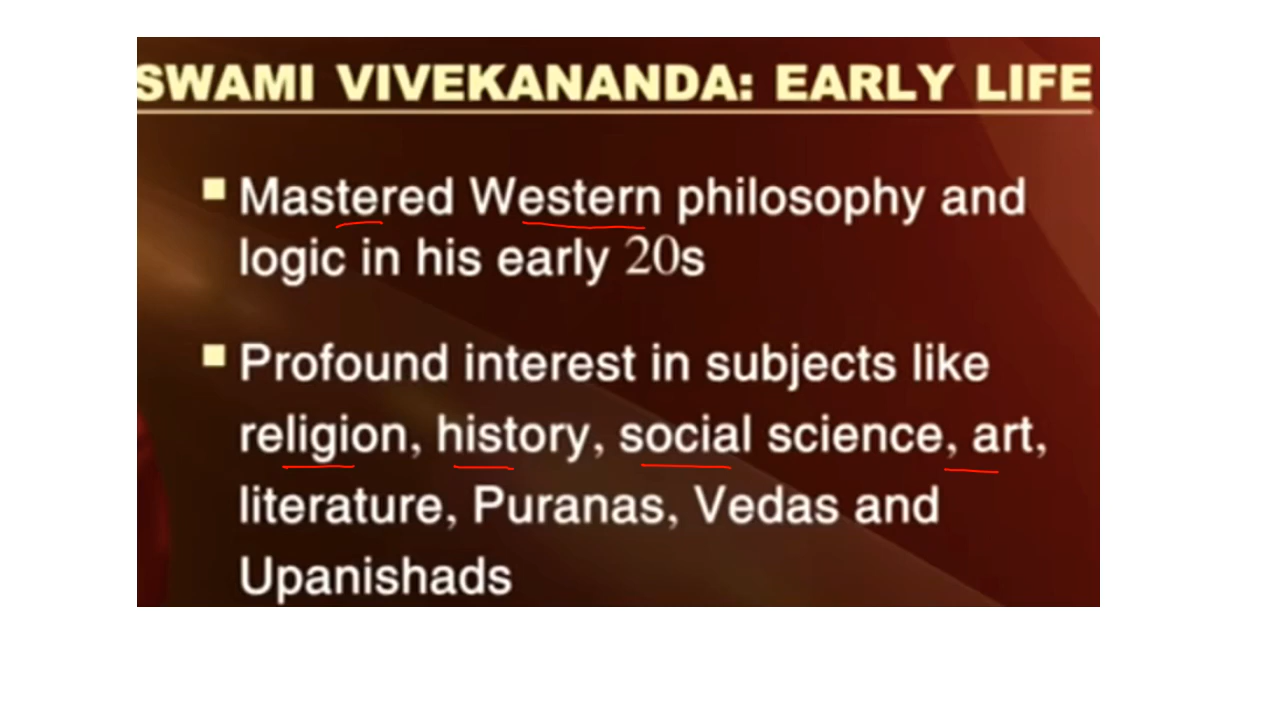 SWAMI VIVEKANANDA: EARLY LIFE
Mastered Western philosophy and
logic in his early 20s
Profound interest in subjects like
religion, history, social science, art,
literature, Puranas, Vedas and
Upanishads